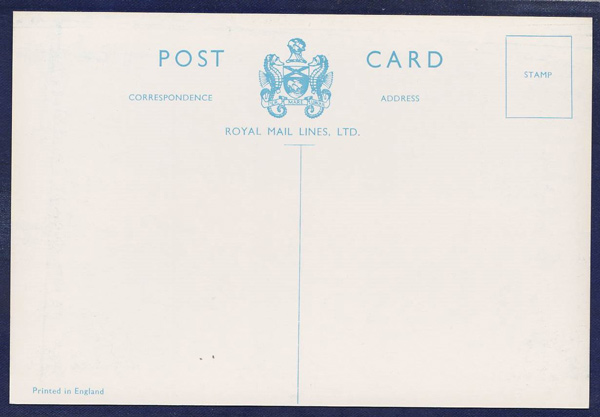 POST CARD
STAMP
CORRESPONDENCE ADDRESS
ROYAL MAIL LINES, LTD.
Printed in England